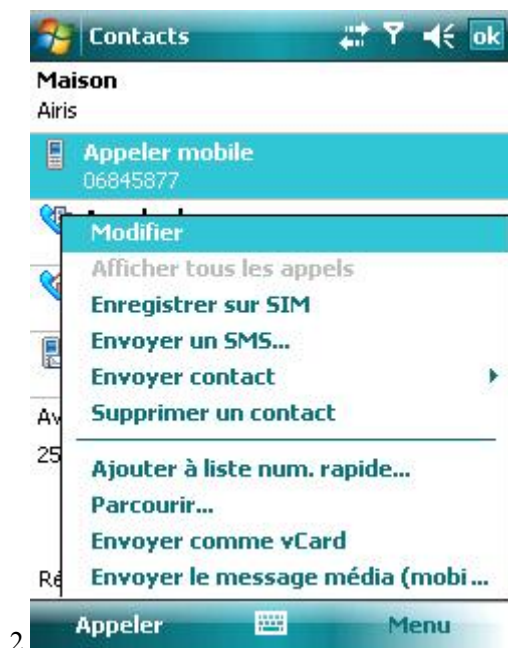 Contacts ok
Maison
Airis
Appeler mobile
06845877
Modifier
Afficher tous les appels
Enregistrer sur SIM
Envoyer un SMS...
Envoyer contact
Supprimer un contact
Av
25
Ajouter à liste num. rapide...
Parcourir...
Envoyer comme vCard
Ré
Envoyer le message média (mobi...
Appeler Menu
2